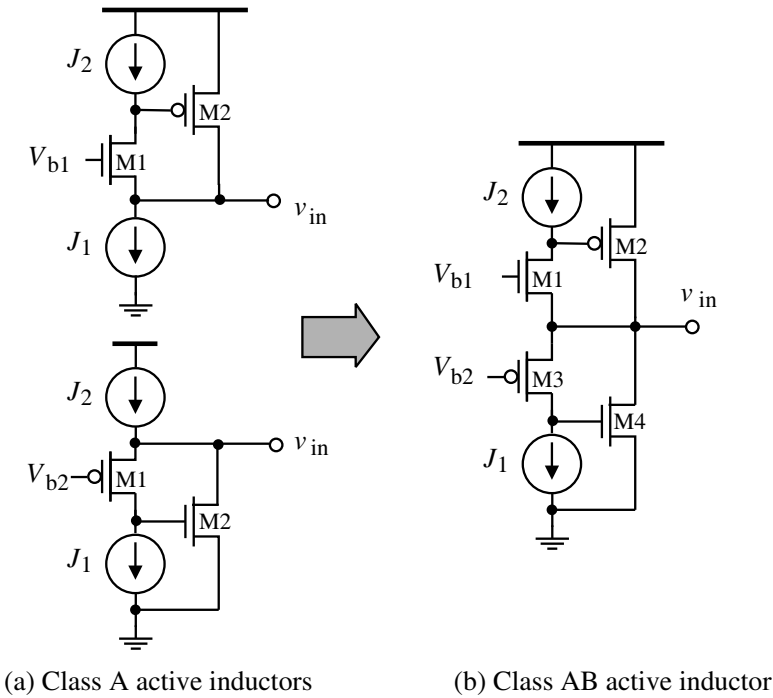 J2
M2
Vb1
M1
vin
J1
J2
vin
Vb2
M1
M2
J1
J2
M2
Vb1
M1
vin
Vb2
M3
M4
J1
(a) Class A active inductors
(b) Class AB active inductor